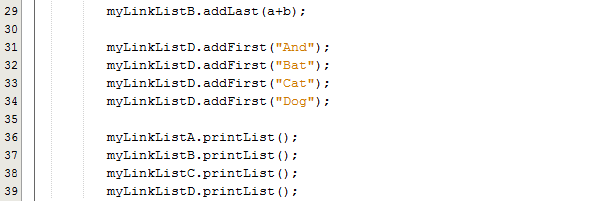 29 myLinkListB.addLast(a+b);
30
31 myLinkListD.addFirst("And");
32 myLinkListD.addFirst("Bat");
33 myLinkListD.addFirst("Cat");
34 myLinkListD.addFirst("Dog");
35
36 myLinkListA.printList();
37 myLinkListB.printList();
38 myLinkListC.printList();
39 myLinkListD.printList();